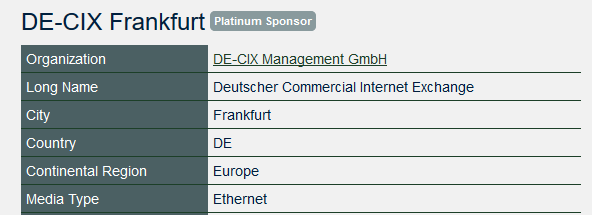 DE-CIX Frankfurt Platinum Sponsor
Organization DE-CIX Management GmbH
Long Name Deutscher Commercial Internet Exchange
City Frankfurt
Country DE
Continental Region Europe
Media Type Ethernet